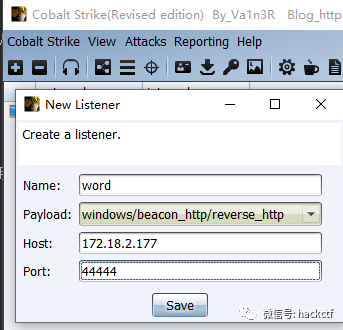 Cobalt Strike(Revised edition) By_Va1n3R Blog_http
Cobalt Strike View Attacks Reporting Help
New Listener
Create a listener.
Name: word
Payload: windows/beacon_http/reverse_http
Host: 172.18.2.177
Port: 44444
Save
微信号: hackctf